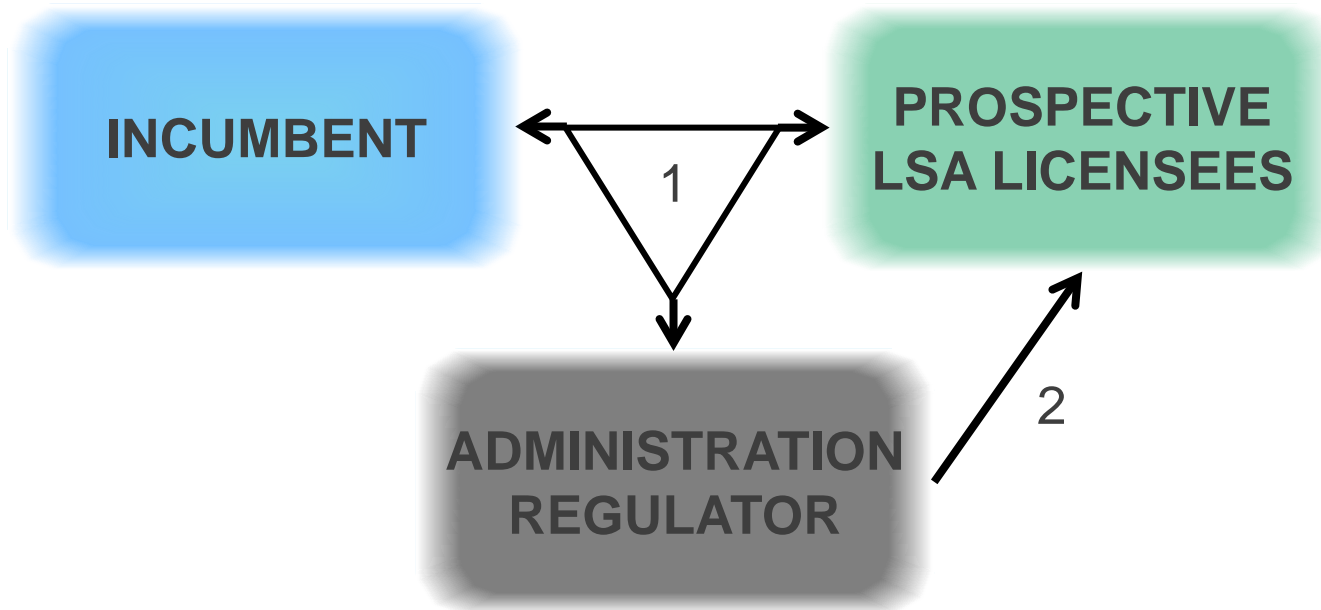 INCUMBENT
PROSPECTIVE
LSA LICENSEES
1
2
ADMINISTRATION
REGULATOR